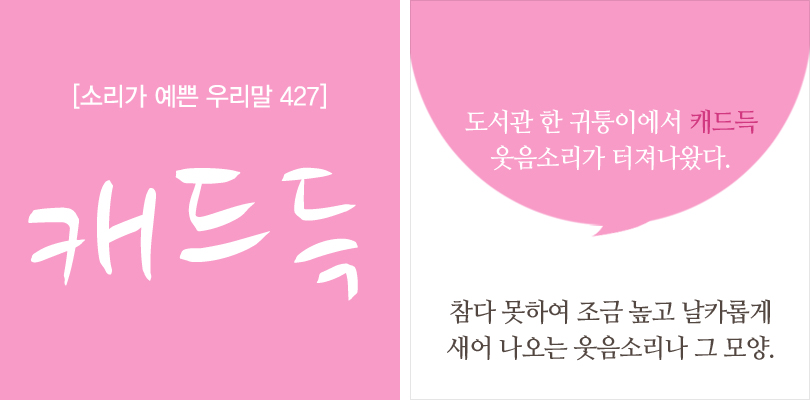 [소리가 예쁜 우리말 427]
캐드득
도서관 한 귀퉁이에서 캐드득
웃음소리가 터져나왔다.
참다 못하여 조금 높고 날카롭게
새어 나오는 웃음소리나 그 모양.